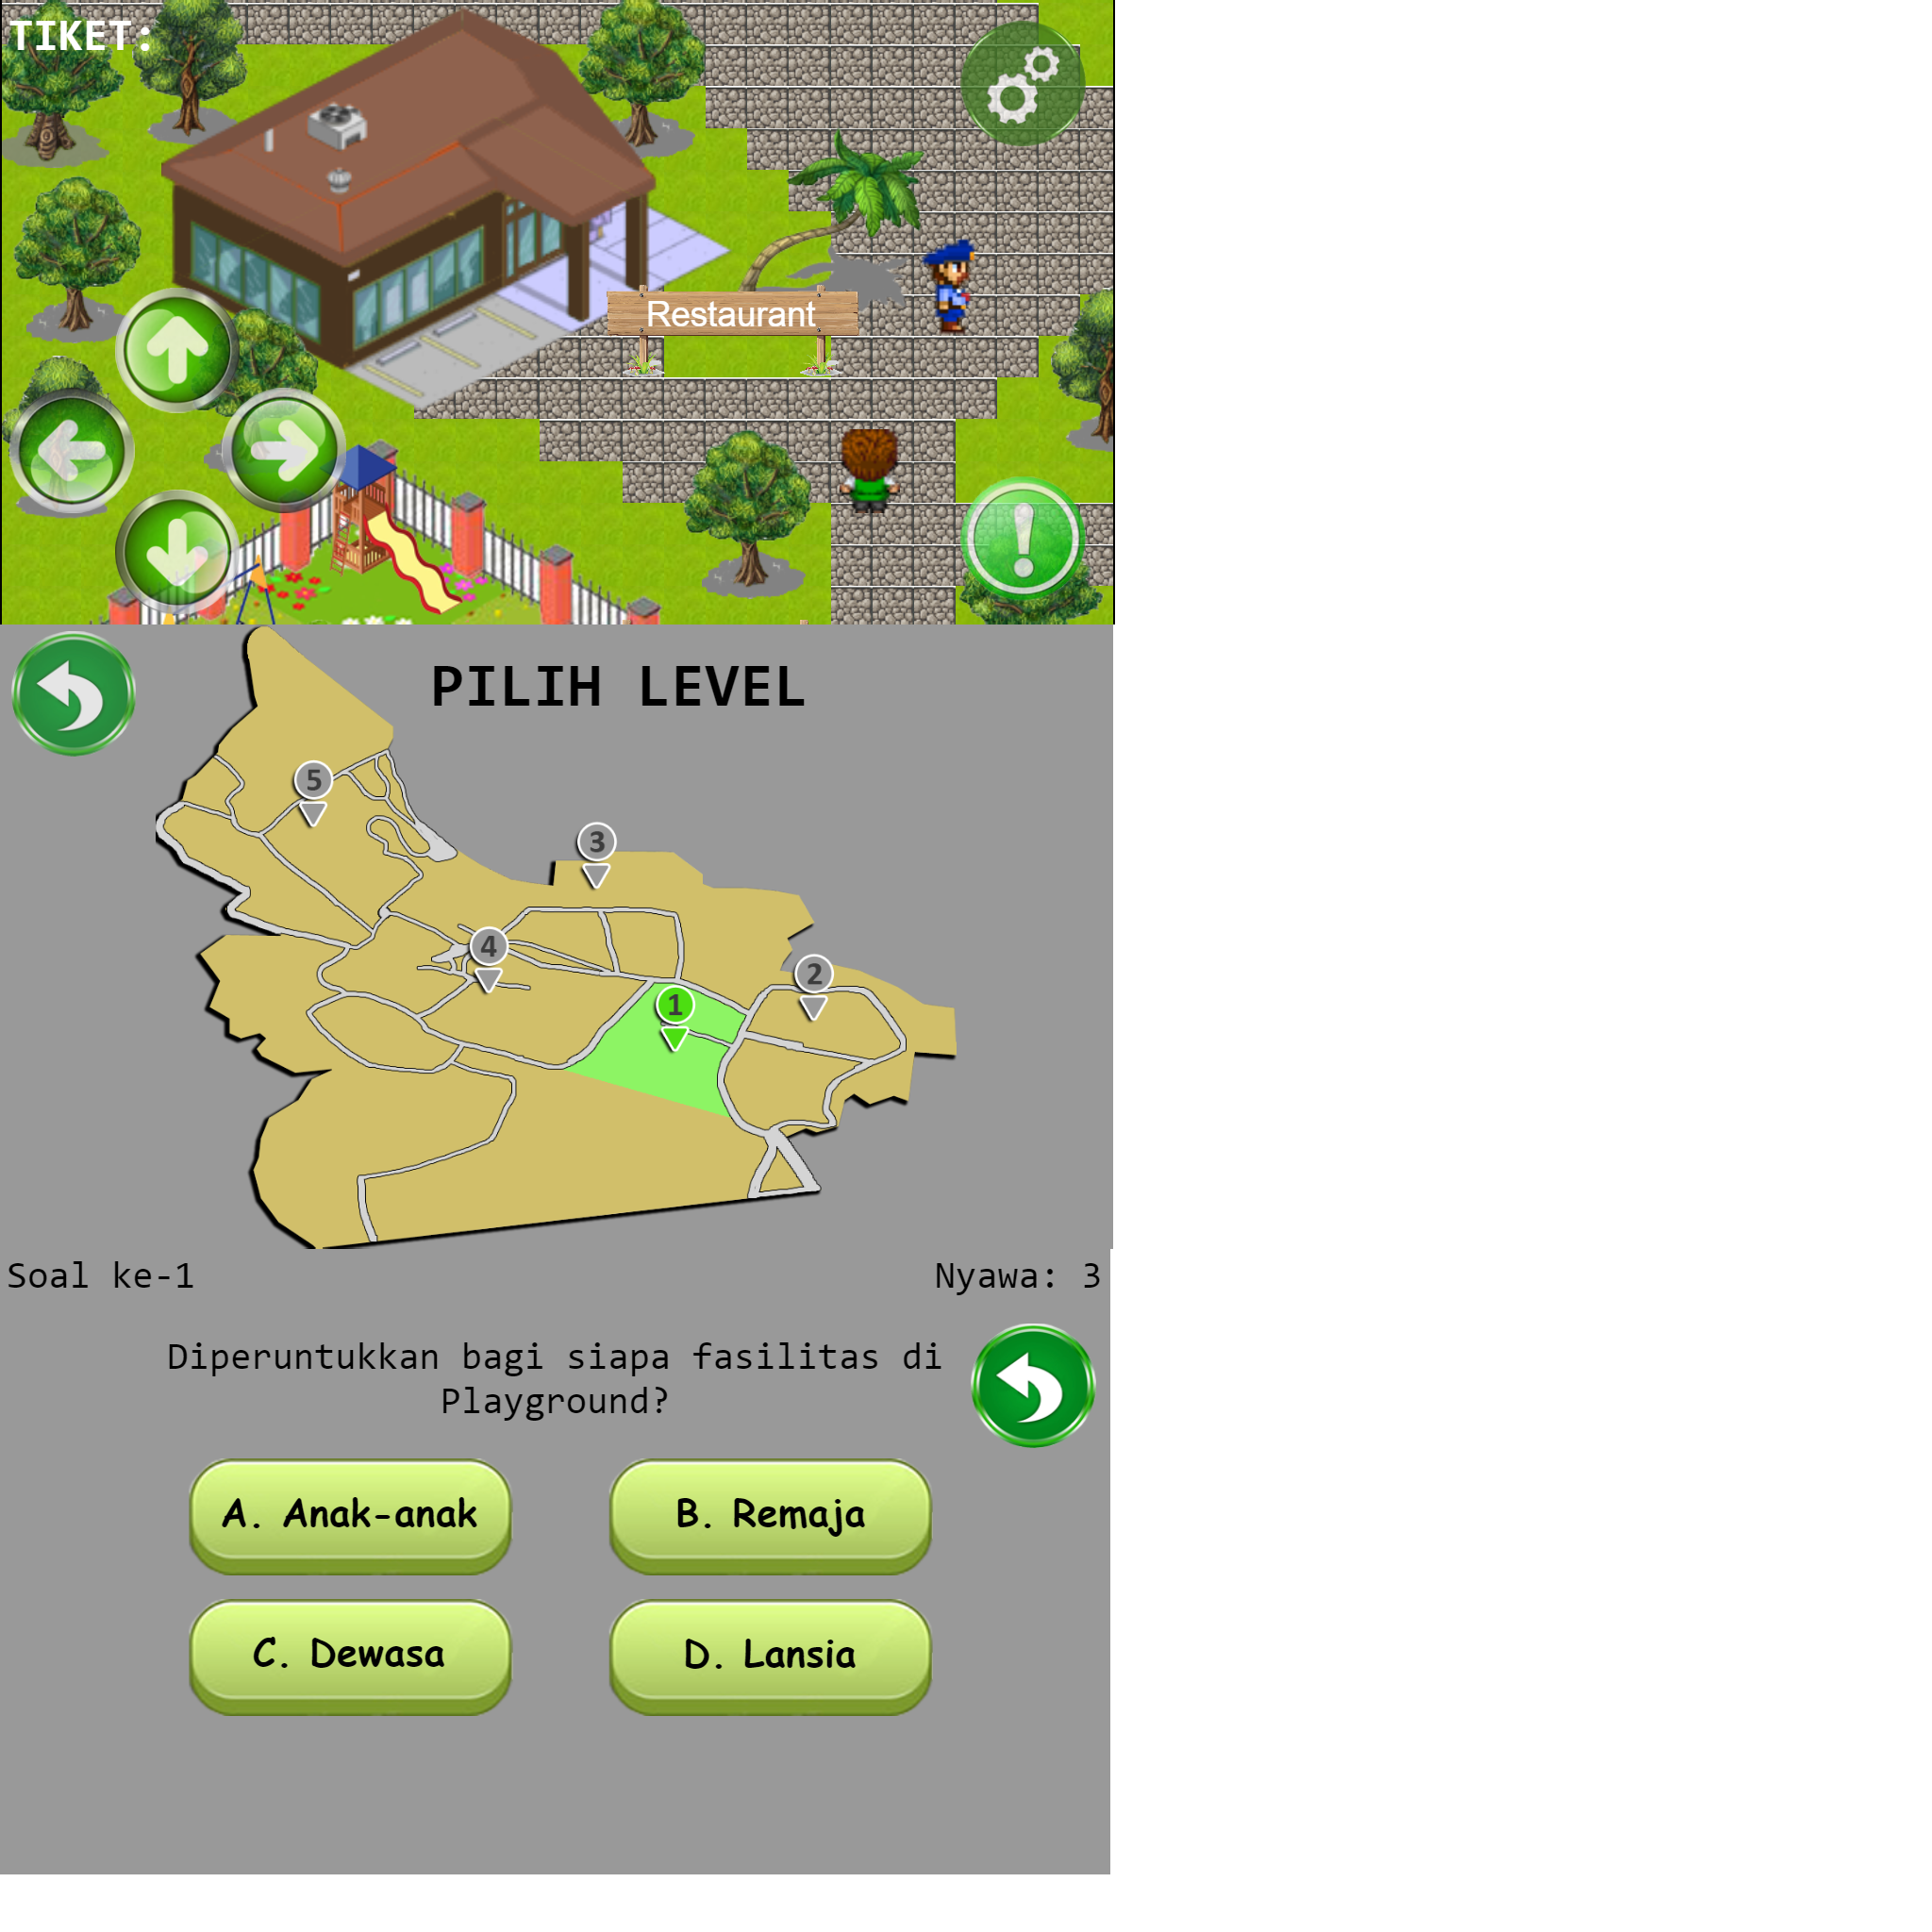 TIKET:
Restaurant
PILIH LEVEL
5
3
4
2
1
Soal ke-1
Nyawa: 3
Diperuntukkan bagi siapa fasilitas di
Playground?
A. Anak-anak
B. Remaja
C. Dewasa
D. Lansia